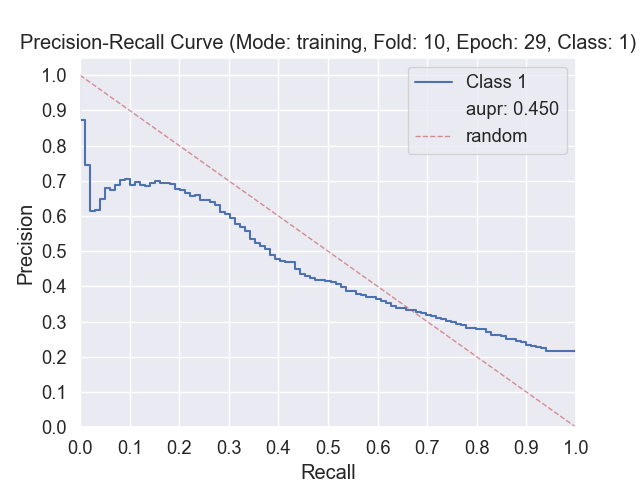 Precision-Recall Curve (Mode: training, Fold: 10, Epoch: 29, Class: 1)
1.0
0.9
0.8
0.7
0.6
0.5
0.4
0.3
0.2
0.1
0.0
Precision
Class 1
aupr: 0.450
random
0.0 0.1 0.2 0.3 0.4 0.5 0.6 0.7 0.8 0.9 1.0
Recall